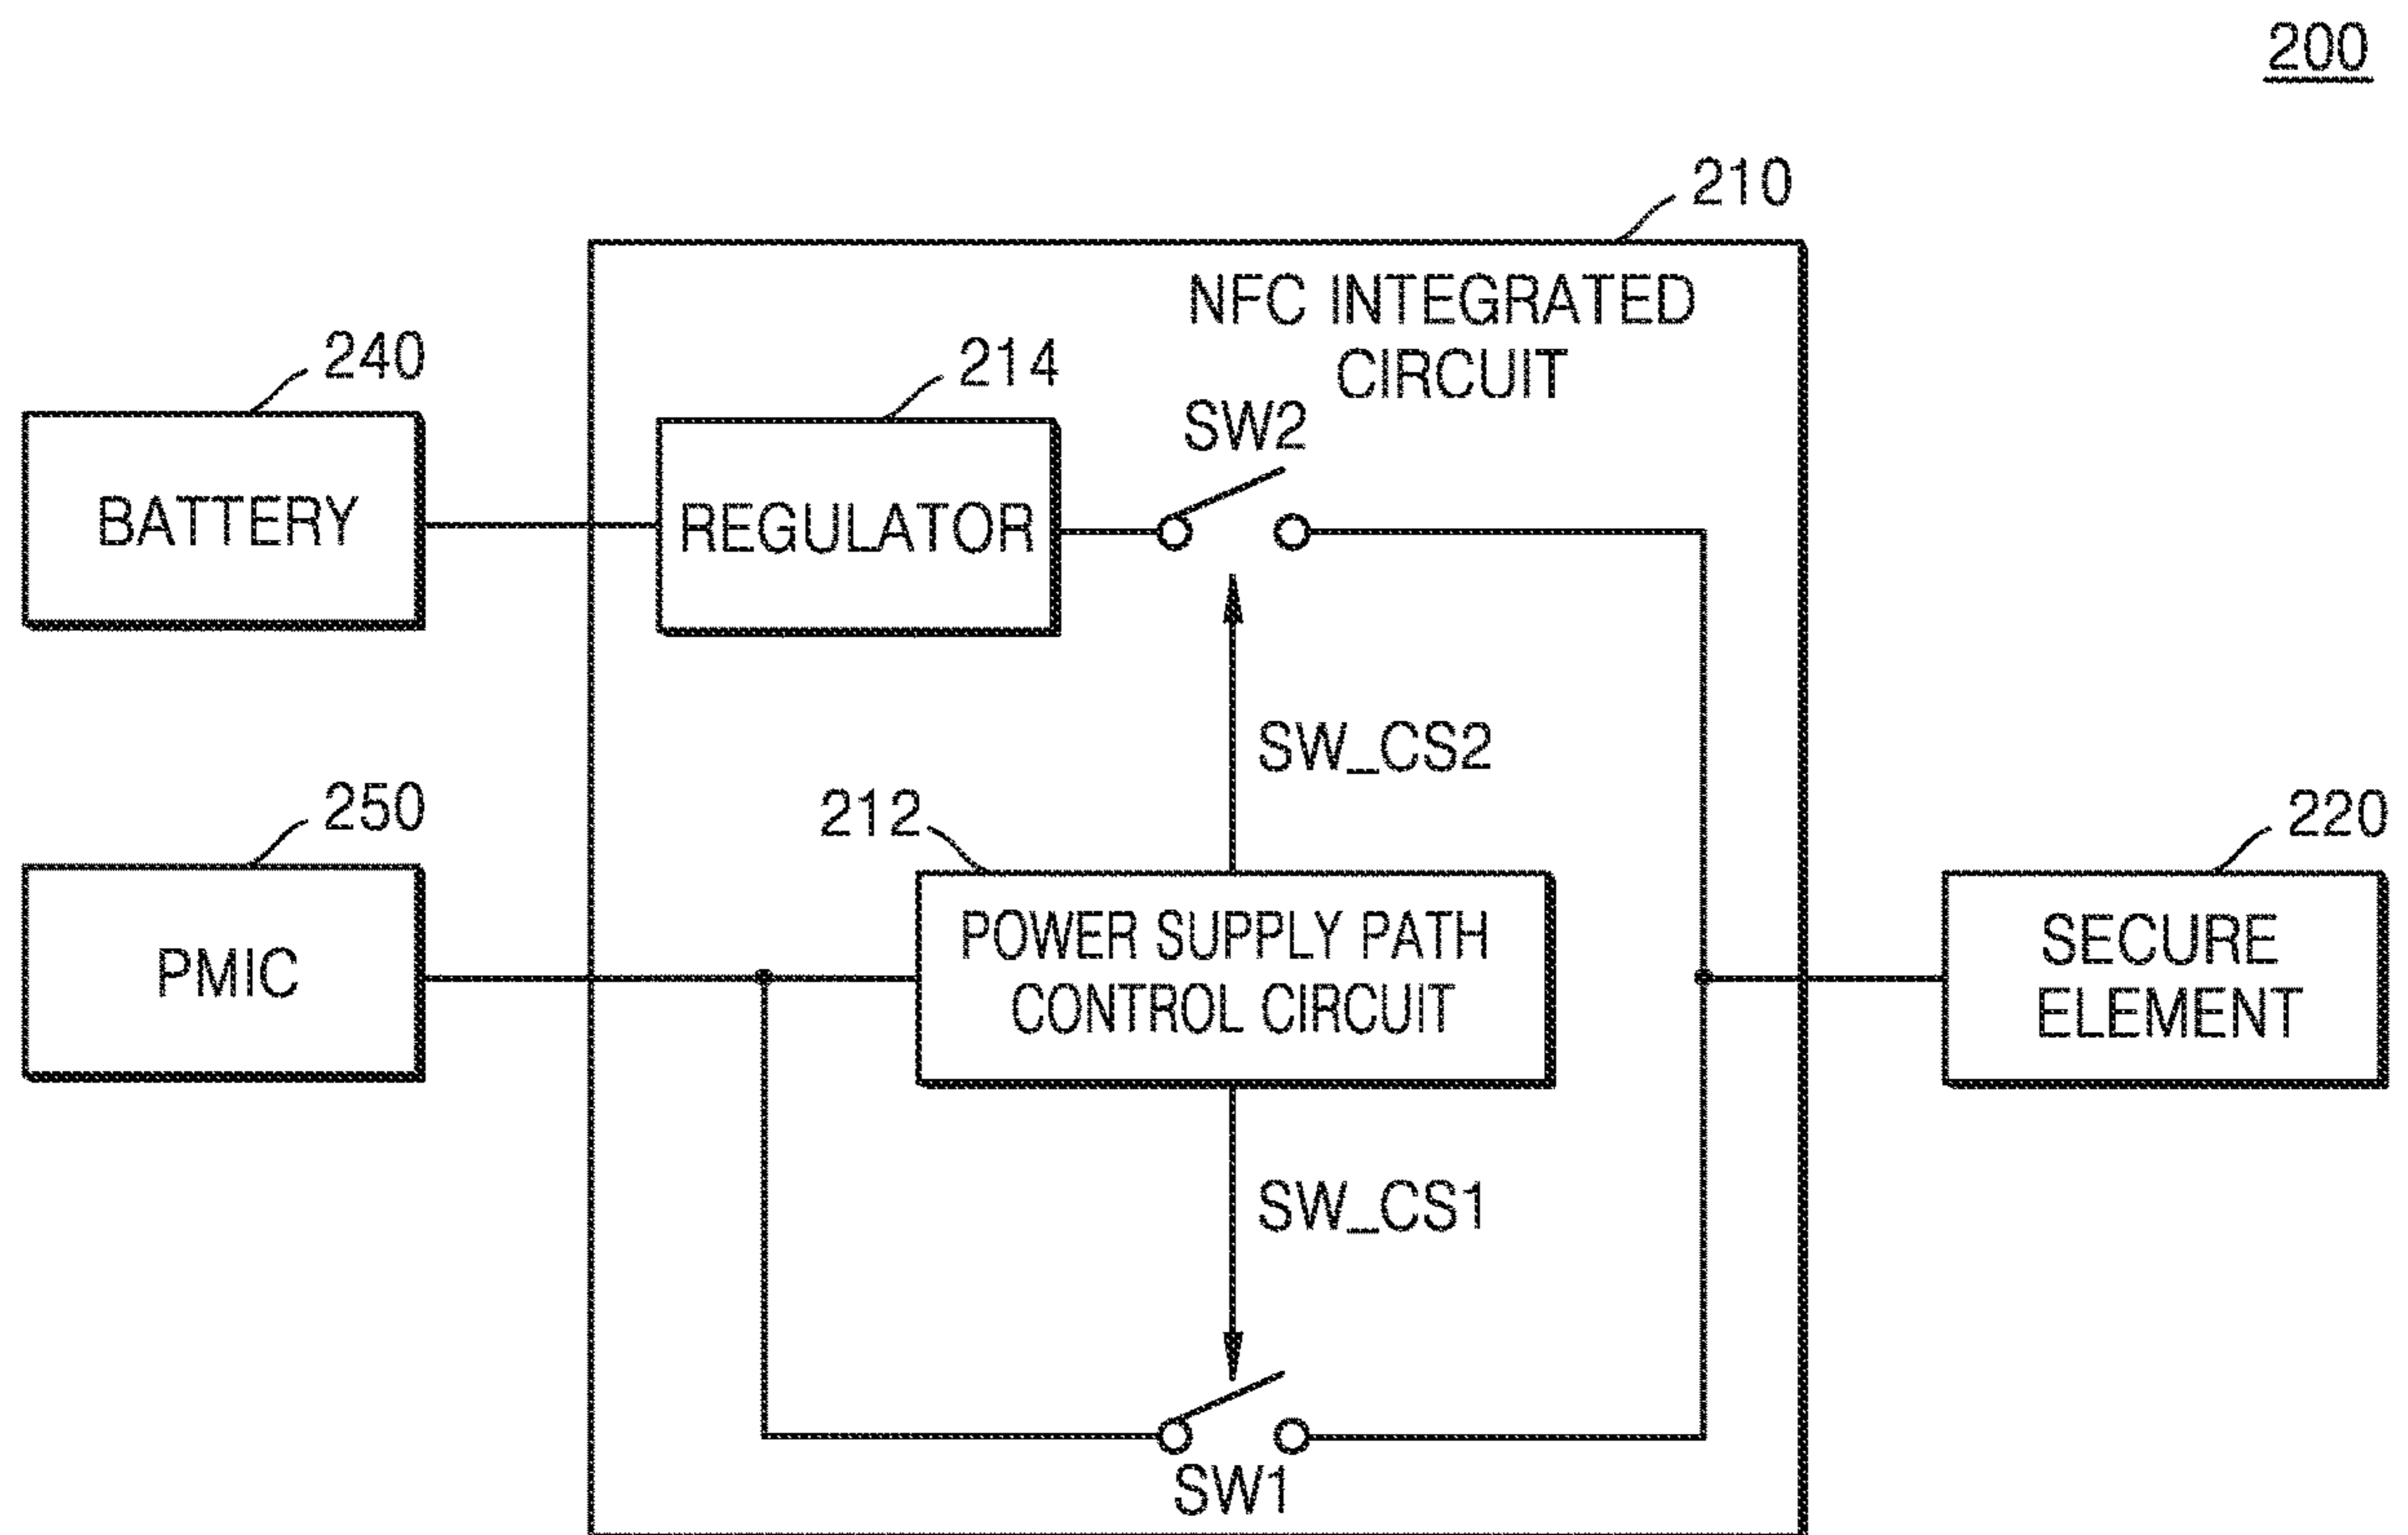 200
210
NFC INTEGRATED
CIRCUIT
240
214
SW2
BATTERY
REGULATOR
SW_CS2
250
212
220
PMIC
POWER SUPPLY PATH
CONTROL CIRCUIT
SECURE
ELEMENT
SW_CS1
SW1